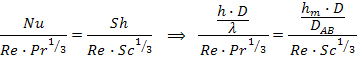 Nu / (Re · Pr^1/3) = Sh / (Re · Sc^1/3) ⟹ (h · D / λ) / (Re · Pr^1/3) = (h_m · D / D_AB) / (Re · Sc^1/3)